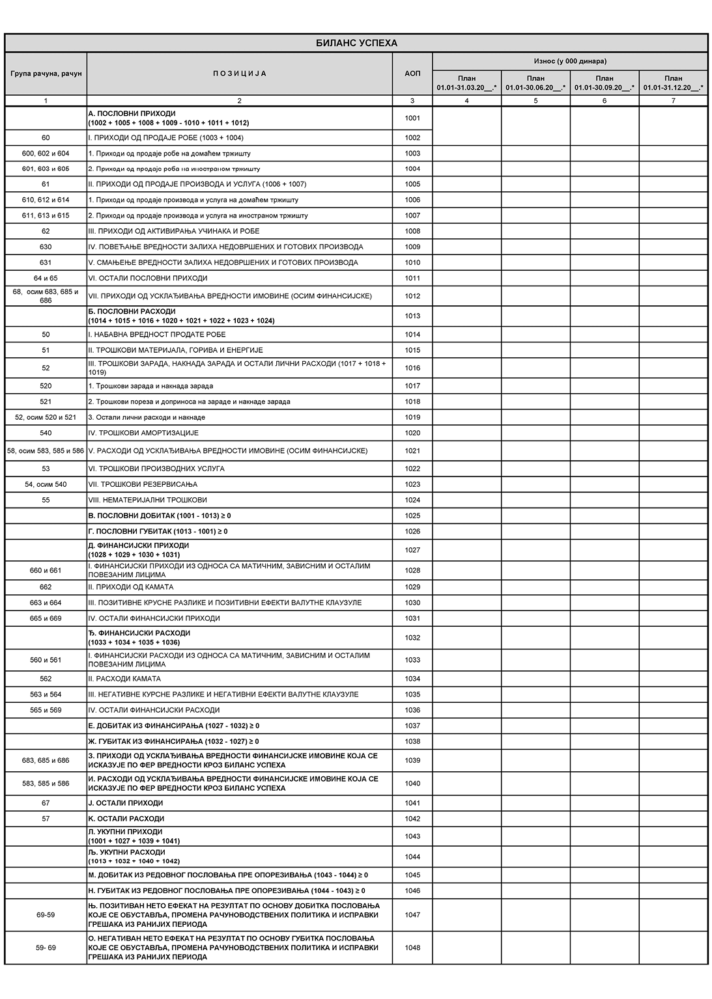 БИЛАНС УСПЕХА
Група рачуна, рачун
П О З И Ц И Ј А
АОП
Износ (у 000 динара)
План
01.01-31.03.20__.*
План
01.01-30.06.20__.*
План
01.01-30.09.20__.*
План
01.01-31.12.20__.*
1 2 3 4 5 6 7
А. ПОСЛОВНИ ПРИХОДИ
(1002 + 1005 + 1008 + 1009 - 1010 + 1011 + 1012)
1001
60 I. ПРИХОДИ ОД ПРОДАЈЕ РОБЕ (1003 + 1004) 1002
600, 602 и 604 1. Приходи од продаје робе на домаћем тржишту 1003
601, 603 и 605 2. Приходи од продаје роба на иностраном тржишту 1004
61 II. ПРИХОДИ ОД ПРОДАЈЕ ПРОИЗВОДА И УСЛУГА (1006 + 1007) 1005
610, 612 и 614 1. Приходи од продаје производа и услуга на домаћем тржишту 1006
611, 613 и 615 2. Приходи од продаје производа и услуга на иностраном тржишту 1007
62 III. ПРИХОДИ ОД АКТИВИРАЊА УЧИНАКА И РОБЕ 1008
630 IV. ПОВЕЋАЊЕ ВРЕДНОСТИ ЗАЛИХА НЕДОВРШЕНИХ И ГОТОВИХ ПРОИЗВОДА 1009
631 V. СМАЊЕЊЕ ВРЕДНОСТИ ЗАЛИХА НЕДОВРШЕНИХ И ГОТОВИХ ПРОИЗВОДА 1010
64 и 65 VI. ОСТАЛИ ПОСЛОВНИ ПРИХОДИ 1011
68, осим 683, 685 и
686
VII. ПРИХОДИ ОД УСКЛАЂИВАЊА ВРЕДНОСТИ ИМОВИНЕ (ОСИМ ФИНАНСИЈСКЕ) 1012
Б. ПОСЛОВНИ РАСХОДИ
(1014 + 1015 + 1016 + 1020 + 1021 + 1022 + 1023 + 1024)
1013
50 I. НАБАВНА ВРЕДНОСТ ПРОДАТЕ РОБЕ 1014
51 II. ТРОШКОВИ МАТЕРИЈАЛА, ГОРИВА И ЕНЕРГИЈЕ 1015
52 III. ТРОШКОВИ ЗАРАДА, НАКНАДА ЗАРАДА И ОСТАЛИ ЛИЧНИ РАСХОДИ (1017 + 1018 +
1019)
1016
520 1. Трошкови зарада и накнада зарада 1017
521 2. Трошкови пореза и доприноса на зараде и накнаде зарада 1018
52, осим 520 и 521 3. Остали лични расходи и накнаде 1019
540 IV. ТРОШКОВИ АМОРТИЗАЦИЈЕ 1020
58, осим 583, 585 и 586 V. РАСХОДИ ОД УСКЛАЂИВАЊА ВРЕДНОСТИ ИМОВИНЕ (ОСИМ ФИНАНСИЈСКЕ) 1021
53 VI. ТРОШКОВИ ПРОИЗВОДНИХ УСЛУГА 1022
54, осим 540 VII. ТРОШКОВИ РЕЗЕРВИСАЊА 1023
55 VIII. НЕМАТЕРИЈАЛНИ ТРОШКОВИ 1024
В. ПОСЛОВНИ ДОБИТАК (1001 - 1013) ≥ 0 1025
Г. ПОСЛОВНИ ГУБИТАК (1013 - 1001) ≥ 0 1026
Д. ФИНАНСИЈСКИ ПРИХОДИ
(1028 + 1029 + 1030 + 1031)
1027
660 и 661 I. ФИНАНСИЈСКИ ПРИХОДИ ИЗ ОДНОСА СА МАТИЧНИМ, ЗАВИСНИМ И ОСТАЛИМ
ПОВЕЗАНИМ ЛИЦИМА
1028
662 II. ПРИХОДИ ОД КАМАТА 1029
663 и 664 III. ПОЗИТИВНЕ КРУСНЕ РАЗЛИКЕ И ПОЗИТИВНИ ЕФЕКТИ ВАЛУТНЕ КЛАУЗУЛЕ 1030
665 и 669 IV. ОСТАЛИ ФИНАНСИЈСКИ ПРИХОДИ 1031
Ђ. ФИНАНСИЈСКИ РАСХОДИ
(1033 + 1034 + 1035 + 1036)
1032
560 и 561 I. ФИНАНСИЈСКИ РАСХОДИ ИЗ ОДНОСА СА МАТИЧНИМ, ЗАВИСНИМ И ОСТАЛИМ
ПОВЕЗАНИМ ЛИЦИМА
1033
562 II. РАСХОДИ КАМАТА 1034
563 и 564 III. НЕГАТИВНЕ КУРСНЕ РАЗЛИКЕ И НЕГАТИВНИ ЕФЕКТИ ВАЛУТНЕ КЛАУЗУЛЕ 1035
565 и 569 IV. ОСТАЛИ ФИНАНСИЈСКИ РАСХОДИ 1036
Е. ДОБИТАК ИЗ ФИНАНСИРАЊА (1027 - 1032) ≥ 0 1037
Ж. ГУБИТАК ИЗ ФИНАНСИРАЊА (1032 - 1027) ≥ 0 1038
683, 685 и 686 З. ПРИХОДИ ОД УСКЛАЂИВАЊА ВРЕДНОСТИ ФИНАНСИЈСКЕ ИМОВИНЕ КОЈА СЕ
ИСКАЗУЈЕ ПО ФЕР ВРЕДНОСТИ КРОЗ БИЛАНС УСПЕХА
1039
583, 585 и 586 И. РАСХОДИ ОД УСКЛАЂИВАЊА ВРЕДНОСТИ ФИНАНСИЈСКЕ ИМОВИНЕ КОЈА СЕ
ИСКАЗУЈЕ ПО ФЕР ВРЕДНОСТИ КРОЗ БИЛАНС УСПЕХА
1040
67 Ј. ОСТАЛИ ПРИХОДИ 1041
57 К. ОСТАЛИ РАСХОДИ 1042
Л. УКУПНИ ПРИХОДИ
(1001 + 1027 + 1039 + 1041)
1043
Љ. УКУПНИ РАСХОДИ
(1013 + 1032 + 1040 + 1042)
1044
М. ДОБИТАК ИЗ РЕДОВНОГ ПОСЛОВАЊА ПРЕ ОПОРЕЗИВАЊА (1043 - 1044) ≥ 0 1045
Н. ГУБИТАК ИЗ РЕДОВНОГ ПОСЛОВАЊА ПРЕ ОПОРЕЗИВАЊА (1044 - 1043) ≥ 0 1046
69-59 Њ. ПОЗИТИВАН НЕТО ЕФЕКАТ НА РЕЗУЛТАТ ПО ОСНОВУ ДОБИТКА ПОСЛОВАЊА
КОЈЕ СЕ ОБУСТАВЉА, ПРОМЕНА РАЧУНОВОДСТВЕНИХ ПОЛИТИКА И ИСПРАВКИ
ГРЕШАКА ИЗ РАНИЈИХ ПЕРИОДА
1047
59- 69 О. НЕГАТИВАН НЕТО ЕФЕКАТ НА РЕЗУЛТАТ ПО ОСНОВУ ГУБИТКА ПОСЛОВАЊА
КОЈЕ СЕ ОБУСТАВЉА, ПРОМЕНА РАЧУНОВОДСТВЕНИХ ПОЛИТИКА И ИСПРАВКИ
ГРЕШАКА ИЗ РАНИЈИХ ПЕРИОДА
1048